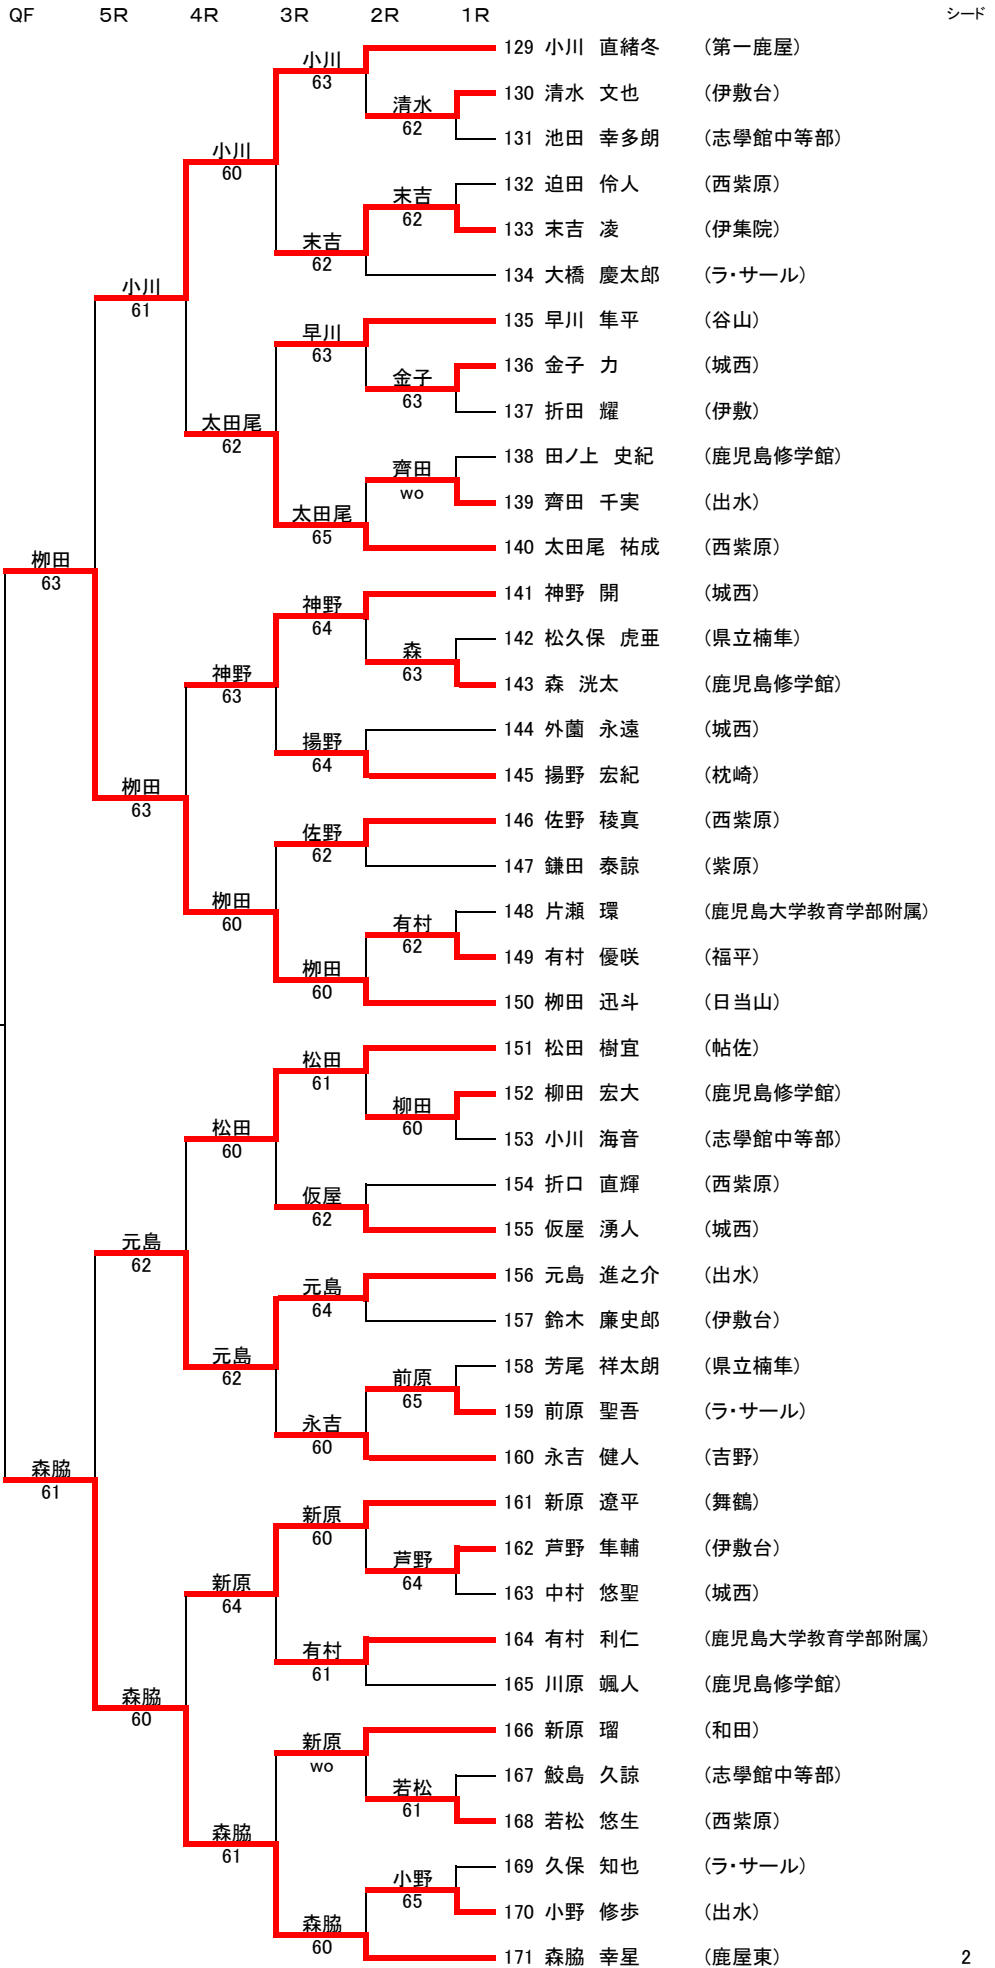 QF 5R 4R 3R 2R 1R シード
小川 129 小川 直緒冬 (第一鹿屋)
63
清水 130 清水 文也 (伊敷台)
62
131 池田 幸多朗 (志學館中等部)
小川
60
132 迫田 伶人 (西紫原)
末吉
62
133 末吉 凌 (伊集院)
末吉
62
134 大橋 慶太郎 (ラ・サール)
小川
61
135 早川 隼平 (谷山)
早川
63
136 金子 力 (城西)
金子
63
137 折田 耀 (伊敷)
太田尾
62
138 田ノ上 史紀 (鹿児島修学館)
齊田
wo
139 齊田 千実 (出水)
太田尾
65
140 太田尾 祐成 (西紫原)
栁田
63
141 神野 開 (城西)
神野
64
142 松久保 虎亜 (県立楠隼)
森
63
143 森 洸太 (鹿児島修学館)
神野
63
144 外薗 永遠 (城西)
揚野
64
145 揚野 宏紀 (枕崎)
栁田
63
146 佐野 稜真 (西紫原)
佐野
62
147 鎌田 泰諒 (紫原)
栁田
60
148 片瀬 環 (鹿児島大学教育学部附属)
有村
62
149 有村 優咲 (福平)
栁田
60
150 栁田 迅斗 (日当山)
151 松田 樹宜 (帖佐)
松田
61
152 柳田 宏大 (鹿児島修学館)
柳田
60
153 小川 海音 (志學館中等部)
松田
60
154 折口 直輝 (西紫原)
仮屋
62
155 仮屋 湧人 (城西)
元島
62
156 元島 進之介 (出水)
元島
64
157 鈴木 廉史郎 (伊敷台)
元島
62
158 芳尾 祥太朗 (県立楠隼)
前原
65
159 前原 聖吾 (ラ・サール)
永吉
60
160 永吉 健人 (吉野)
森脇
61
161 新原 遼平 (舞鶴)
新原
60
162 芦野 隼輔 (伊敷台)
芦野
64
163 中村 悠聖 (城西)
新原
64
164 有村 利仁 (鹿児島大学教育学部附属)
有村
61
165 川原 颯人 (鹿児島修学館)
森脇
60
166 新原 瑠 (和田)
新原
wo
167 鮫島 久諒 (志學館中等部)
若松
61
168 若松 悠生 (西紫原)
森脇
61
169 久保 知也 (ラ・サール)
小野
65
170 小野 修歩 (出水)
森脇
60
171 森脇 幸星 (鹿屋東) 2